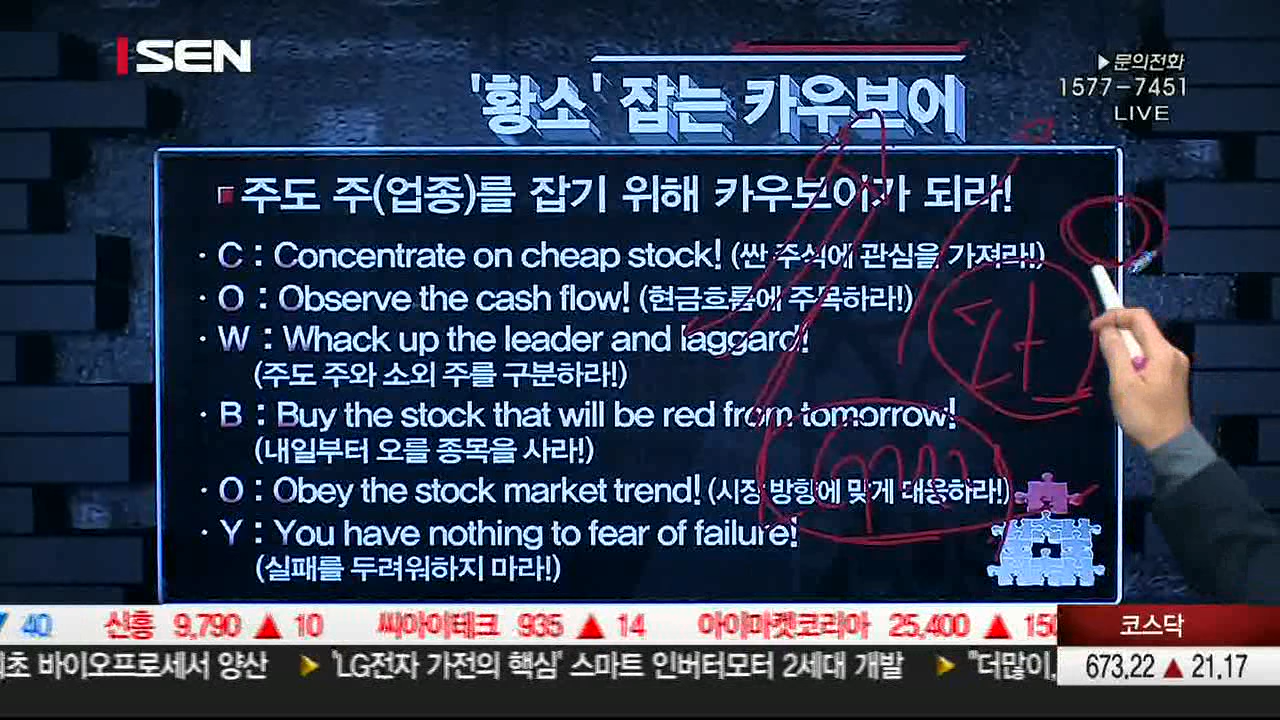 SEN
'황소' 잡는 카우보이
▶문의전화
1577-7451
LIVE
주도 주(업종)를 잡기 위해 카우보이가 되라!
· C : Concentrate on cheap stock! (싼 주식에 관심을 가져라!)
· O : Observe the cash flow! (현금흐름에 주목하라!)
· W : Whack up the leader and laggard!
(주도 주와 소외 주를 구분하라!)
· B : Buy the stock that will be red from tomorrow!
(내일부터 오를 종목을 사라!)
· O : Obey the stock market trend! (시장 방향에 맞게 대응하라!)
· Y : You have nothing to fear of failure!
(실패를 두려워하지 마라!)
▼ 40 신흥 9,790 ▲ 10 씨아이테크 935 ▲ 14 아이마켓코리아 25,400 ▲ 150
코스닥
최초 바이오프로세서 양산 ▶ 'LG전자 가전의 핵심' 스마트 인버터모터 2세대 개발 ▶ "더많이,
673.22 ▲ 21.17